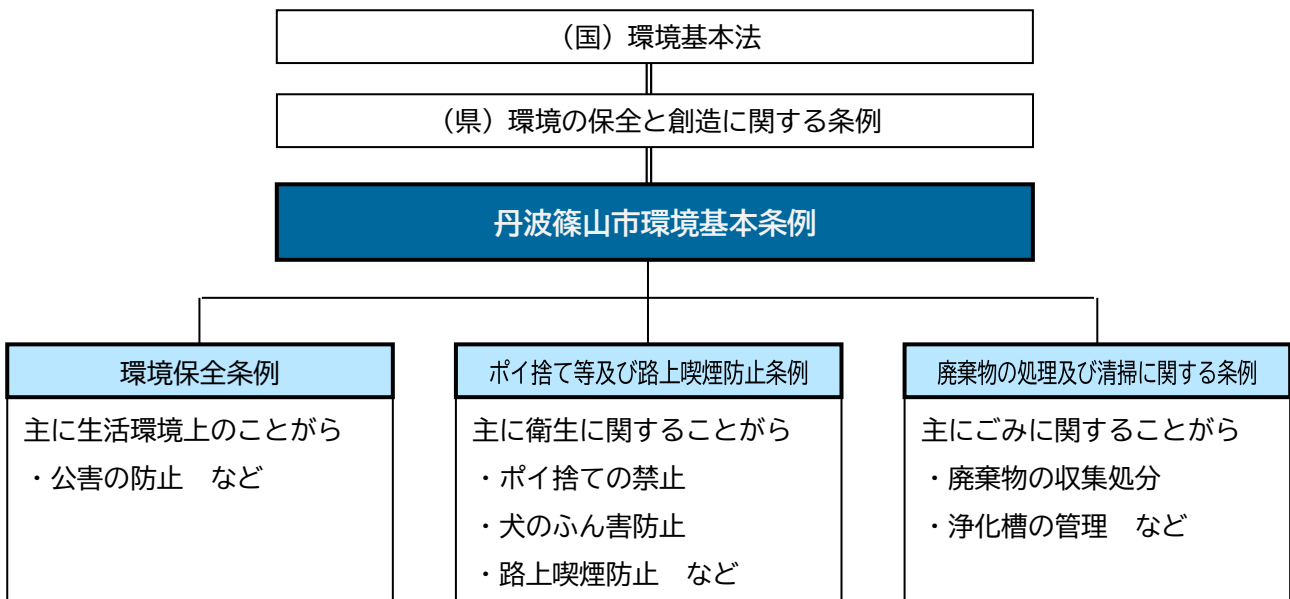 （国）環境基本法
（県）環境の保全と創造に関する条例
丹波篠山市環境基本条例
環境保全条例
主に生活環境上のことがら
・公害の防止　など
ポイ捨て等及び路上喫煙防止条例
主に衛生に関することがら
・ポイ捨ての禁止
・犬のふん害防止
・路上喫煙防止　など
廃棄物の処理及び清掃に関する条例
主にごみに関することがら
・廃棄物の収集処分
・浄化槽の管理　など